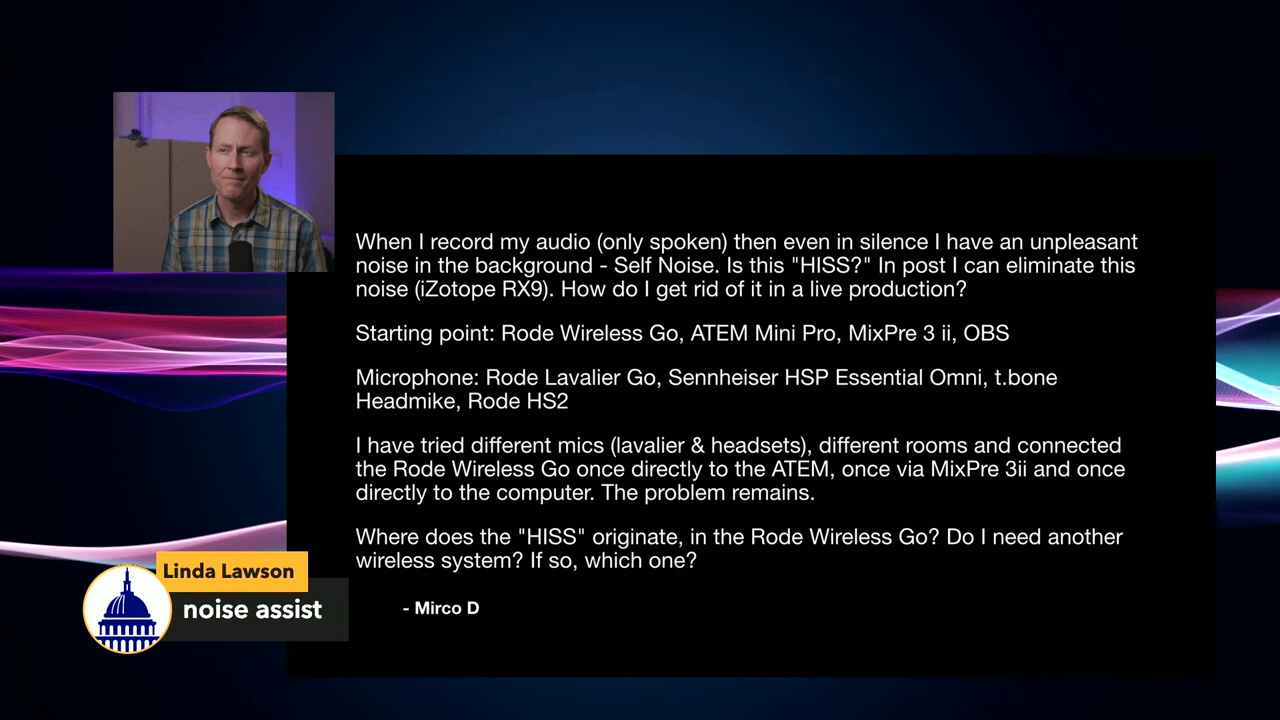 When I record my audio (only spoken) then even in silence I have an unpleasant
noise in the background - Self Noise. Is this "HISS?" In post I can eliminate this
noise (iZotope RX9). How do I get rid of it in a live production?
Starting point: Rode Wireless Go, ATEM Mini Pro, MixPre 3 ii, OBS
Microphone: Rode Lavalier Go, Sennheiser HSP Essential Omni, t.bone
Headmike, Rode HS2
I have tried different mics (lavalier & headsets), different rooms and connected
the Rode Wireless Go once directly to the ATEM, once via MixPre 3ii and once
directly to the computer. The problem remains.
Where does the "HISS" originate, in the Rode Wireless Go? Do I need another
wireless system? If so, which one?
- Mirco D
Linda Lawson
noise assist